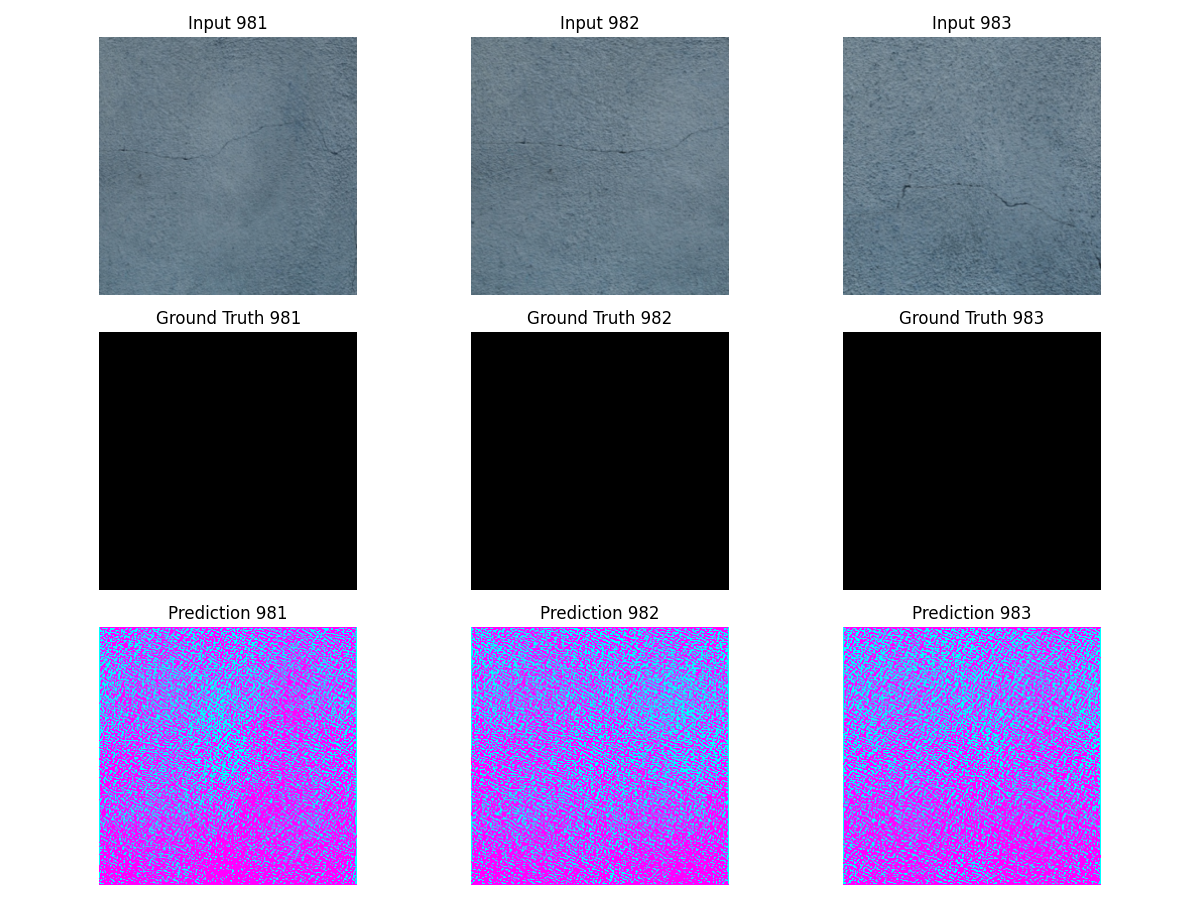 Input 981
Input 982
Input 983
Ground Truth 981
Ground Truth 982
Ground Truth 983
Prediction 981
Prediction 982
Prediction 983